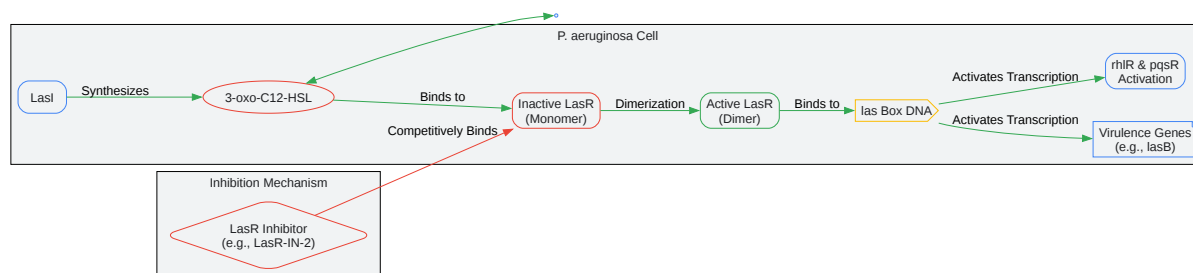 P. aeruginosa Cell
LasI
Synthesizes
3-oxo-C12-HSL
Binds to
Inactive LasR
(Monomer)
Dimerization
Active LasR
(Dimer)
Binds to
las Box DNA
Activates Transcription
rhlR & pqsR
Activation
Activates Transcription
Virulence Genes
(e.g., lasB)
Competitively Binds
Inhibition Mechanism
LasR Inhibitor
(e.g., LasR-IN-2)